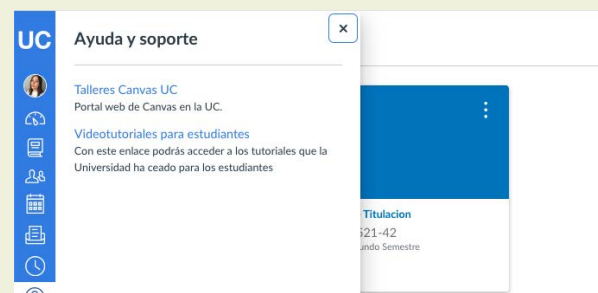 UC
Ayuda y soporte
Talleres Canvas UC
Portal web de Canvas en la UC.
Videotutoriales para estudiantes
Con este enlace podrás acceder a los tutoriales que la
Universidad ha ceado para los estudiantes
Titulacion
521-42
Semestre